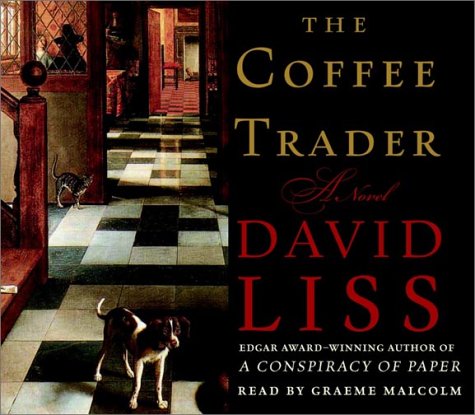 THE
COFFEE
TRADER
A Novel
DAVID
LISS
EDGAR AWARD–WINNING AUTHOR OF
A CONSPIRACY OF PAPER
READ BY GRAEME MALCOLM